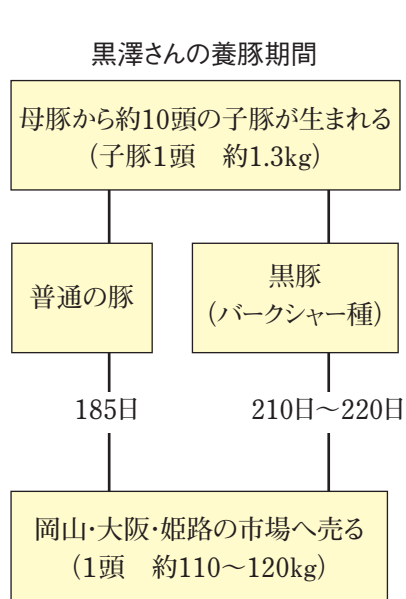 黒澤さんの養豚期間
母豚から約10頭の子豚が生まれる
(子豚1頭　約1.3kg)
普通の豚
黒豚
(バークシャー種)
185日
210日〜220日
岡山・大阪・姫路の市場へ売る
(1頭　約110〜120kg)